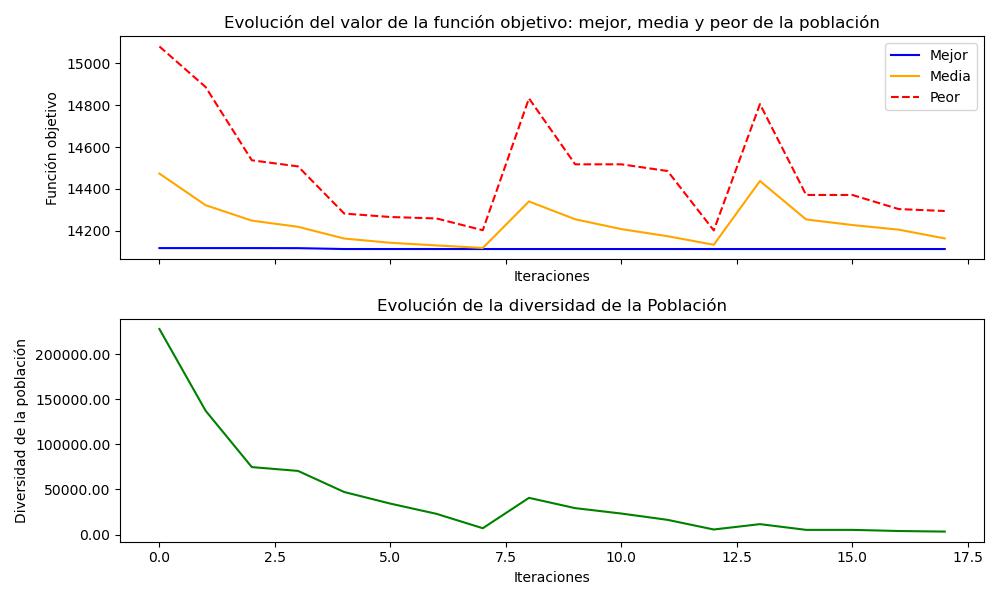 Evolución del valor de la función objetivo: mejor, media y peor de la población
Función objetivo
15000
14800
14600
14400
14200
Mejor
Media
Peor
Iteraciones
Evolución de la diversidad de la Población
Diversidad de la población
200000.00
150000.00
100000.00
50000.00
0.00
0.0 2.5 5.0 7.5 10.0 12.5 15.0 17.5
Iteraciones